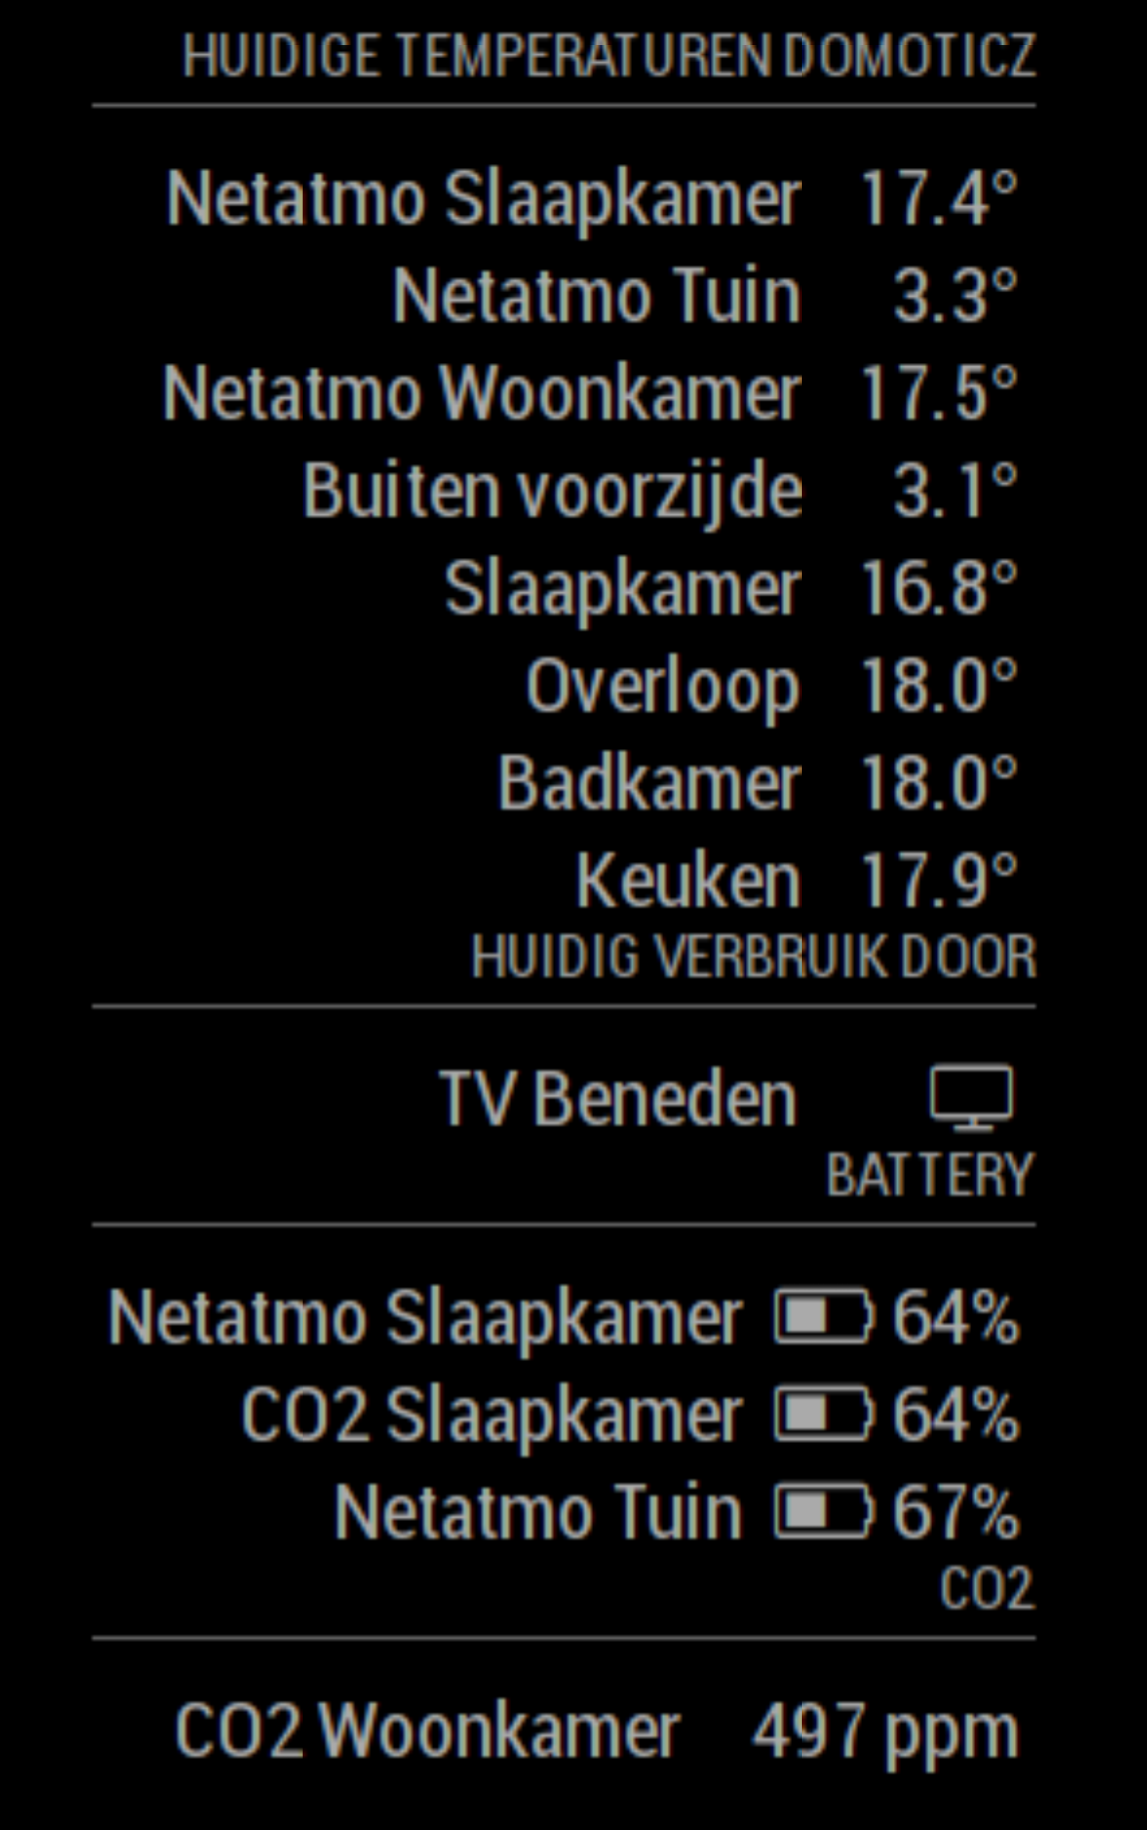 HUIDIGE TEMPERATUREN DOMOTICZ
Netatmo Slaapkamer 17.4°
Netatmo Tuin 3.3°
Netatmo Woonkamer 17.5°
Buiten voorzijde 3.1°
Slaapkamer 16.8°
Overloop 18.0°
Badkamer 18.0°
Keuken 17.9°
HUIDIG VERBRUIK DOOR
TV Beneden
BATTERY
Netatmo Slaapkamer 64%
CO2 Slaapkamer 64%
Netatmo Tuin 67%
CO2
CO2 Woonkamer 497 ppm